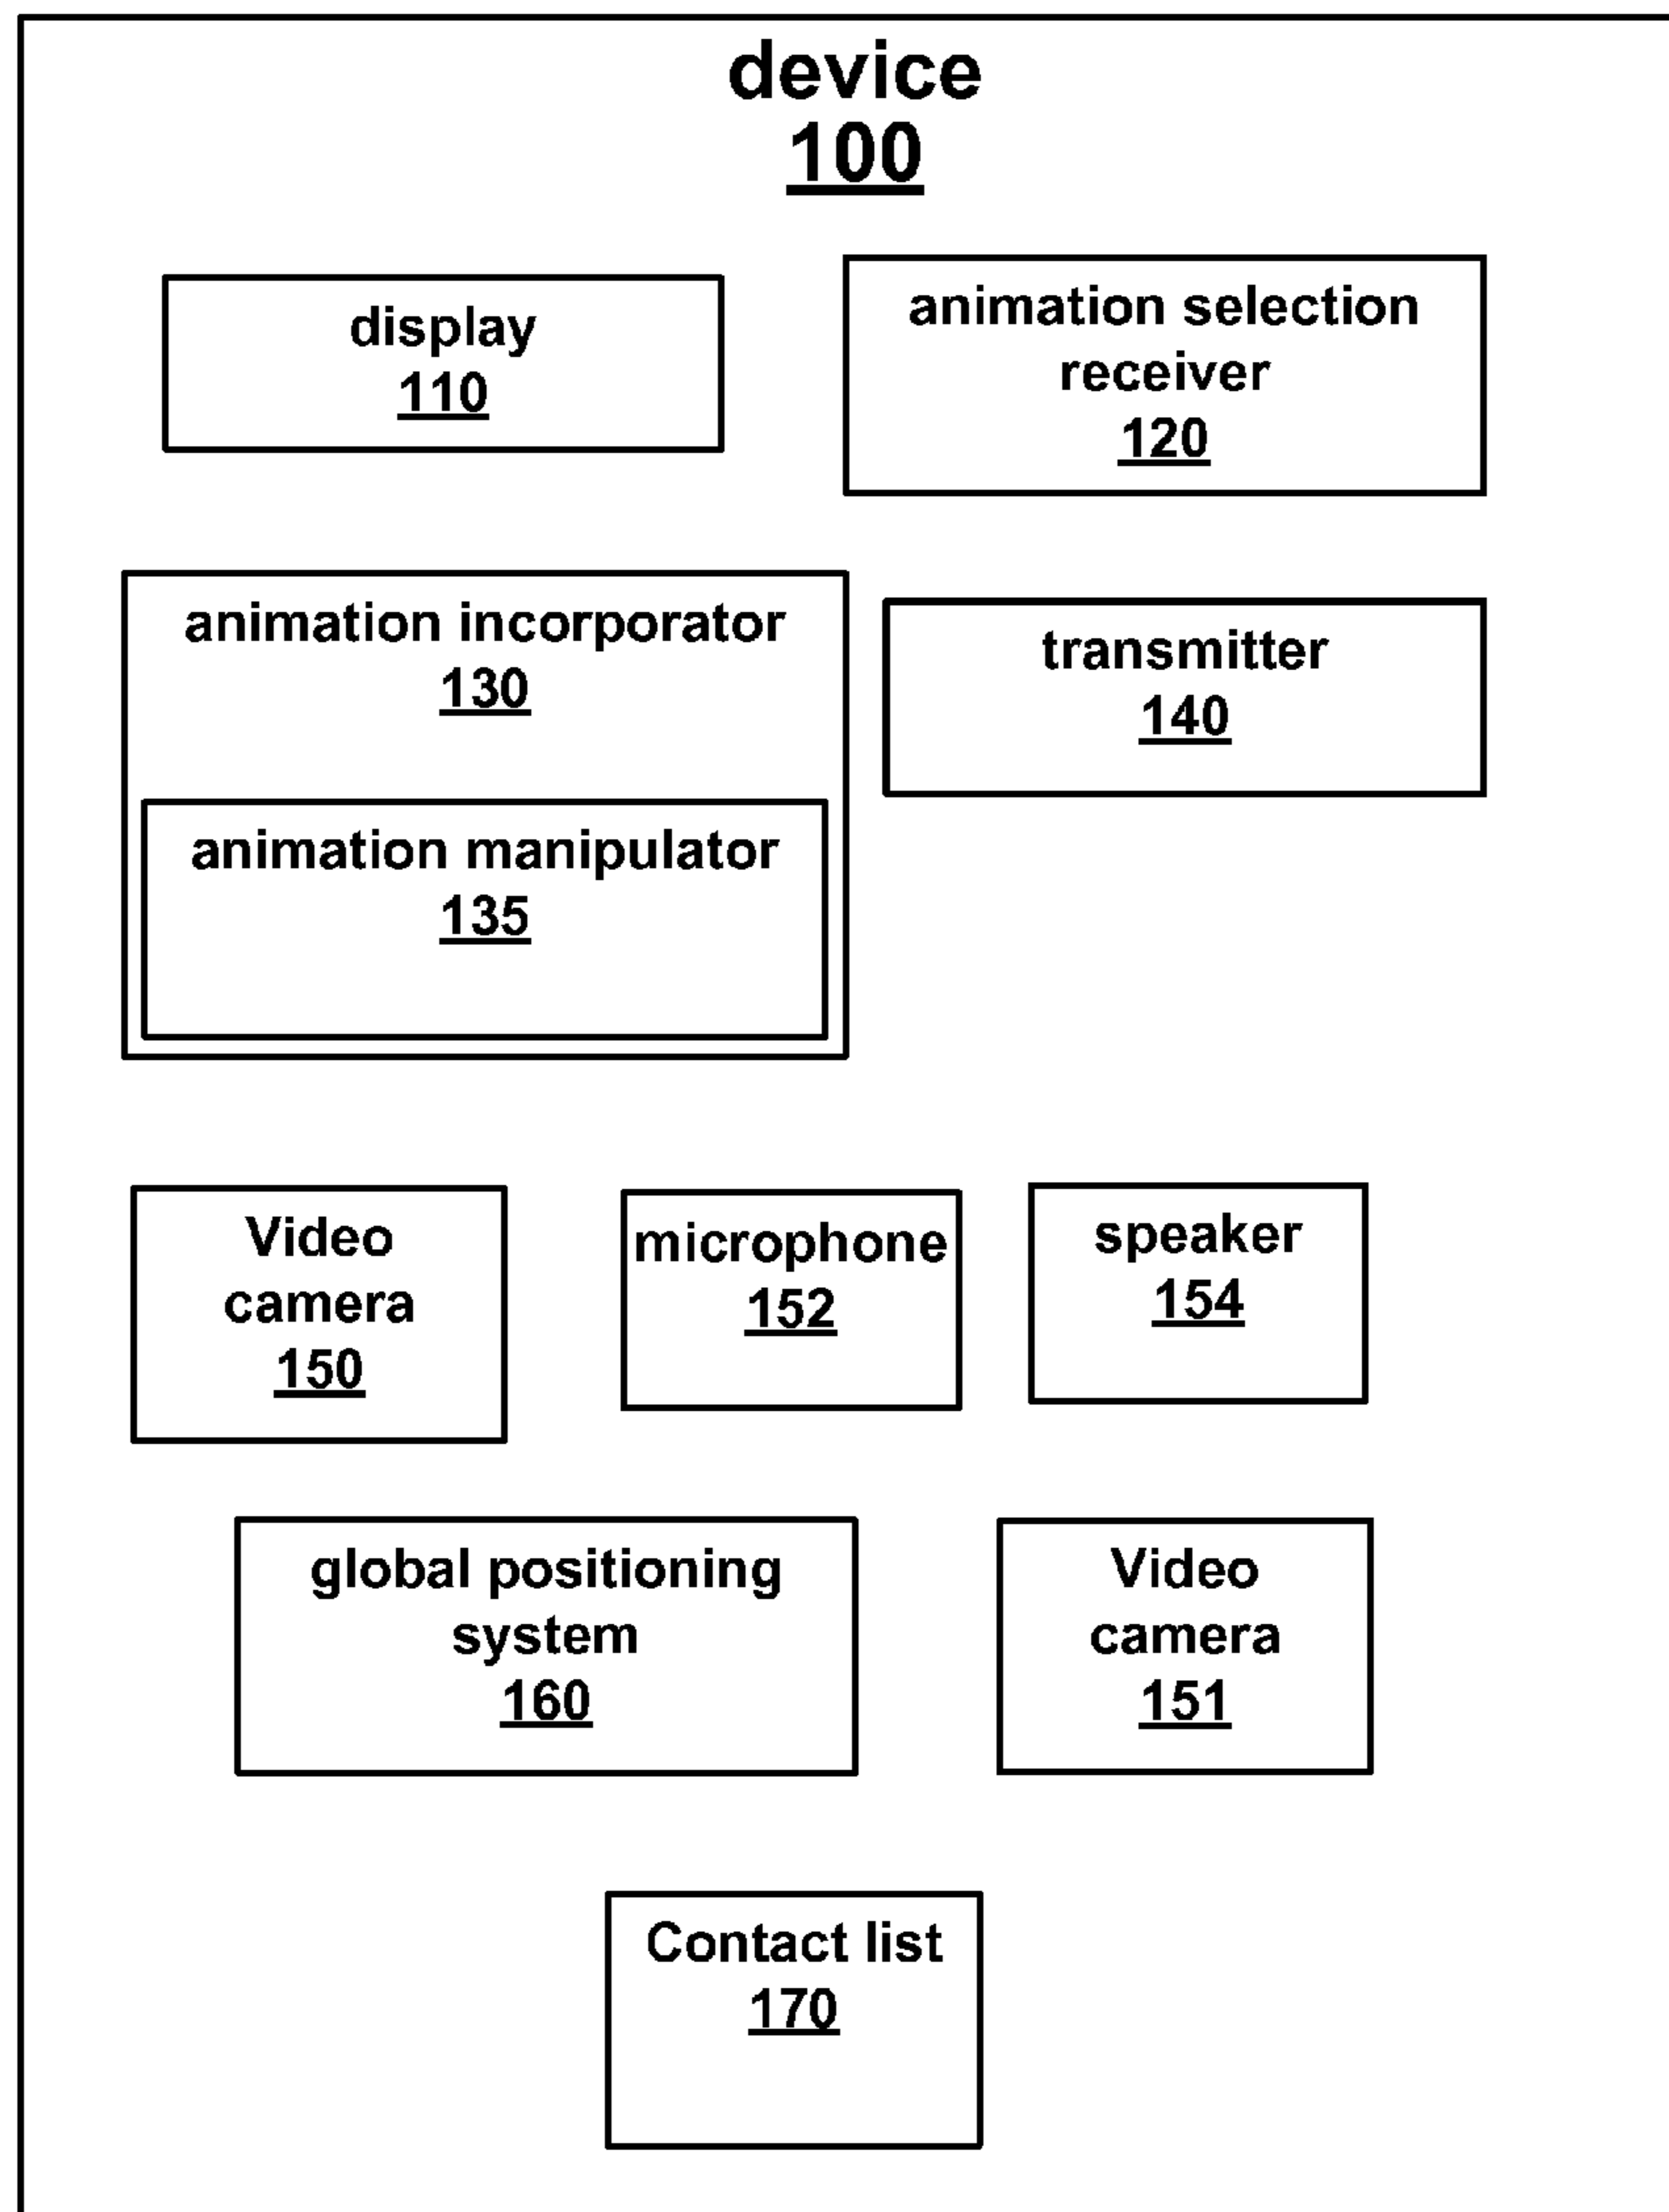 device
100
display
110
animation selection
receiver
120
animation incorporator
130
transmitter
140
animation manipulator
135
Video
camera
150
microphone
152
speaker
154
global positioning
system
160
Video
camera
151
Contact list
170